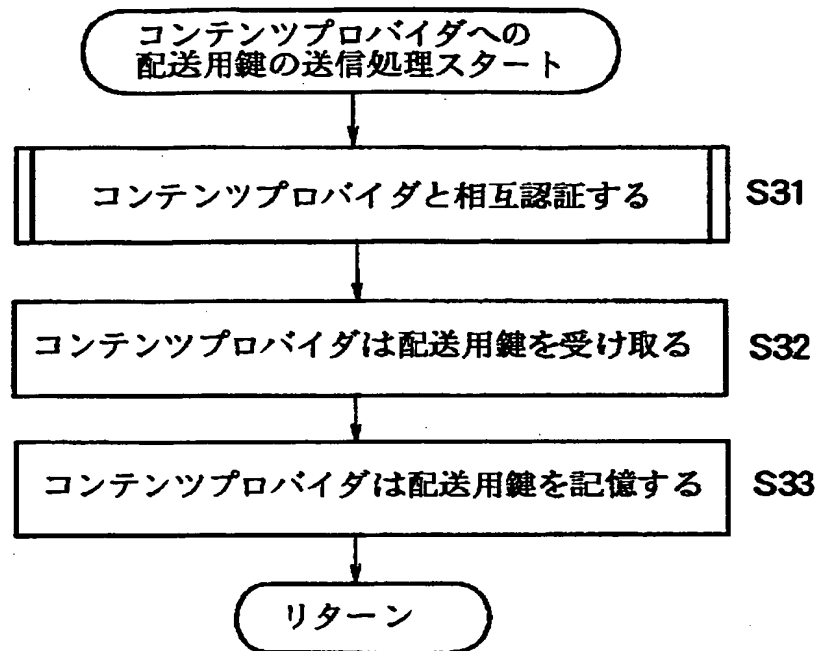 コンテンツプロバイダへの
配送用鍵の送信処理スタート
コンテンツプロバイダと相互認証する
S31
コンテンツプロバイダは配送用鍵を受け取る
S32
コンテンツプロバイダは配送用鍵を記憶する
S33
リターン